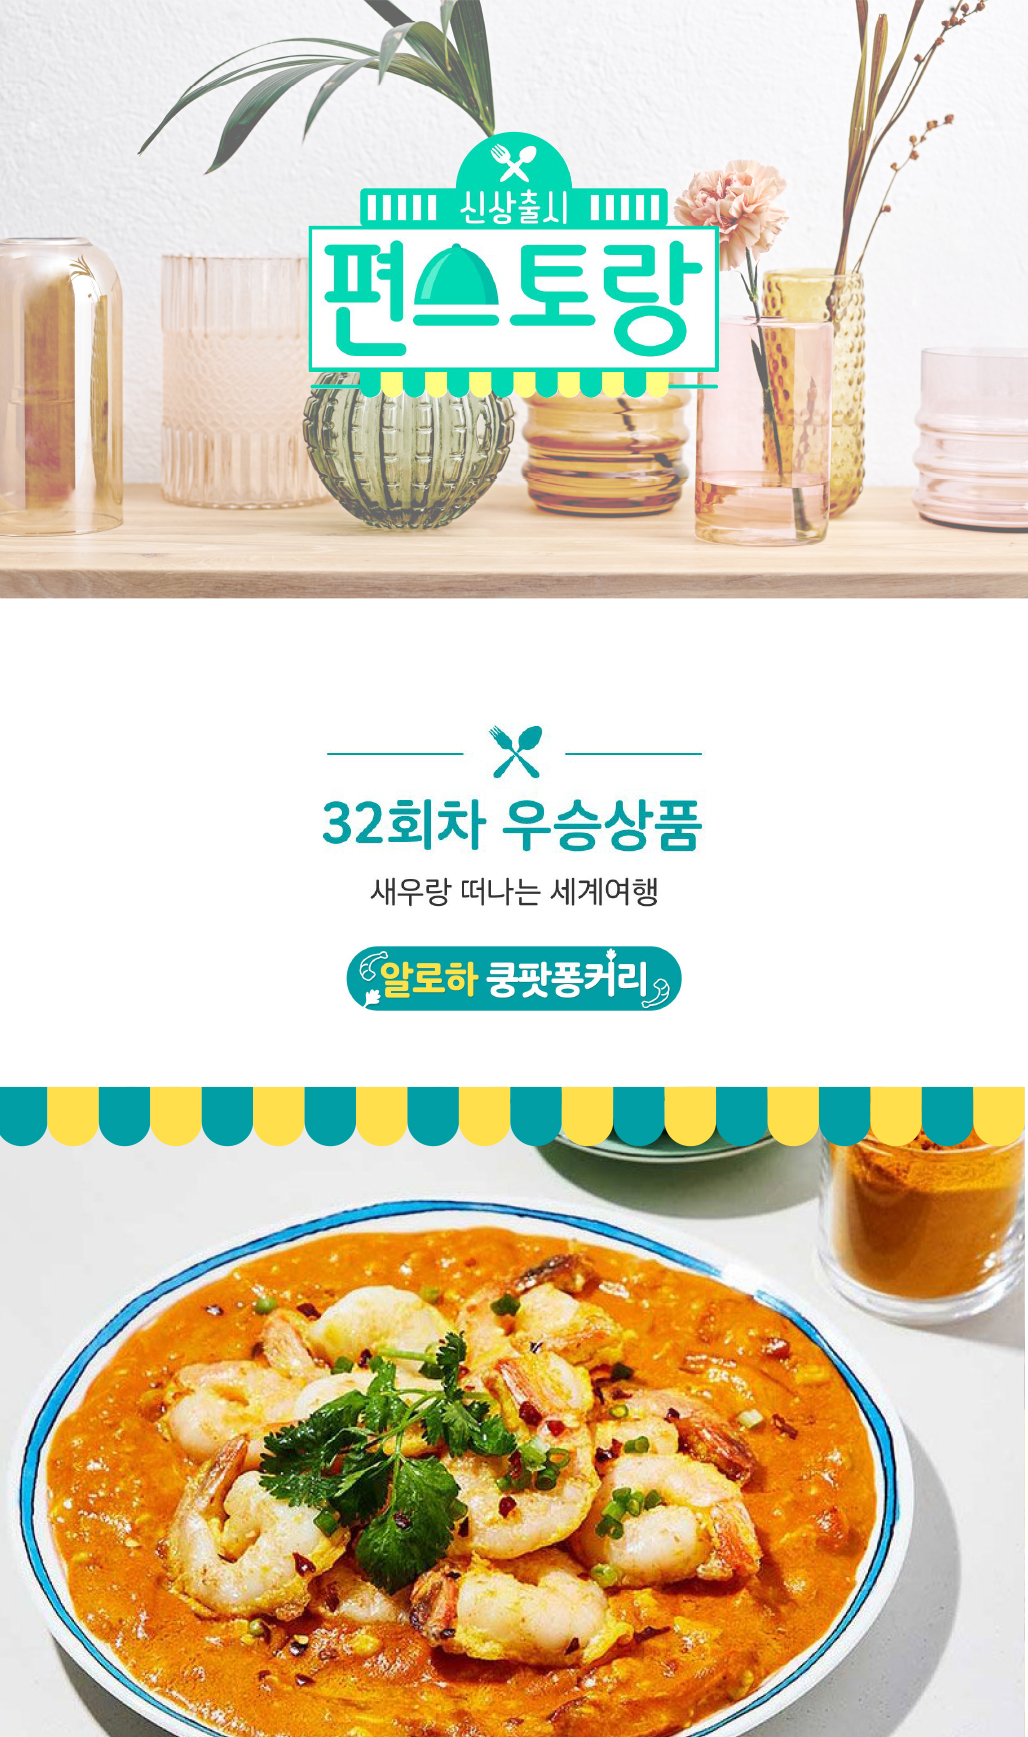 신상출시
편스토랑
32회차 우승상품
새우랑 떠나는 세계여행
알로하 쿵팟퐁커리